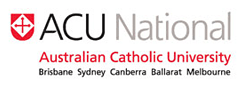 ACU National
Australian Catholic University
Brisbane Sydney Canberra Ballarat Melbourne